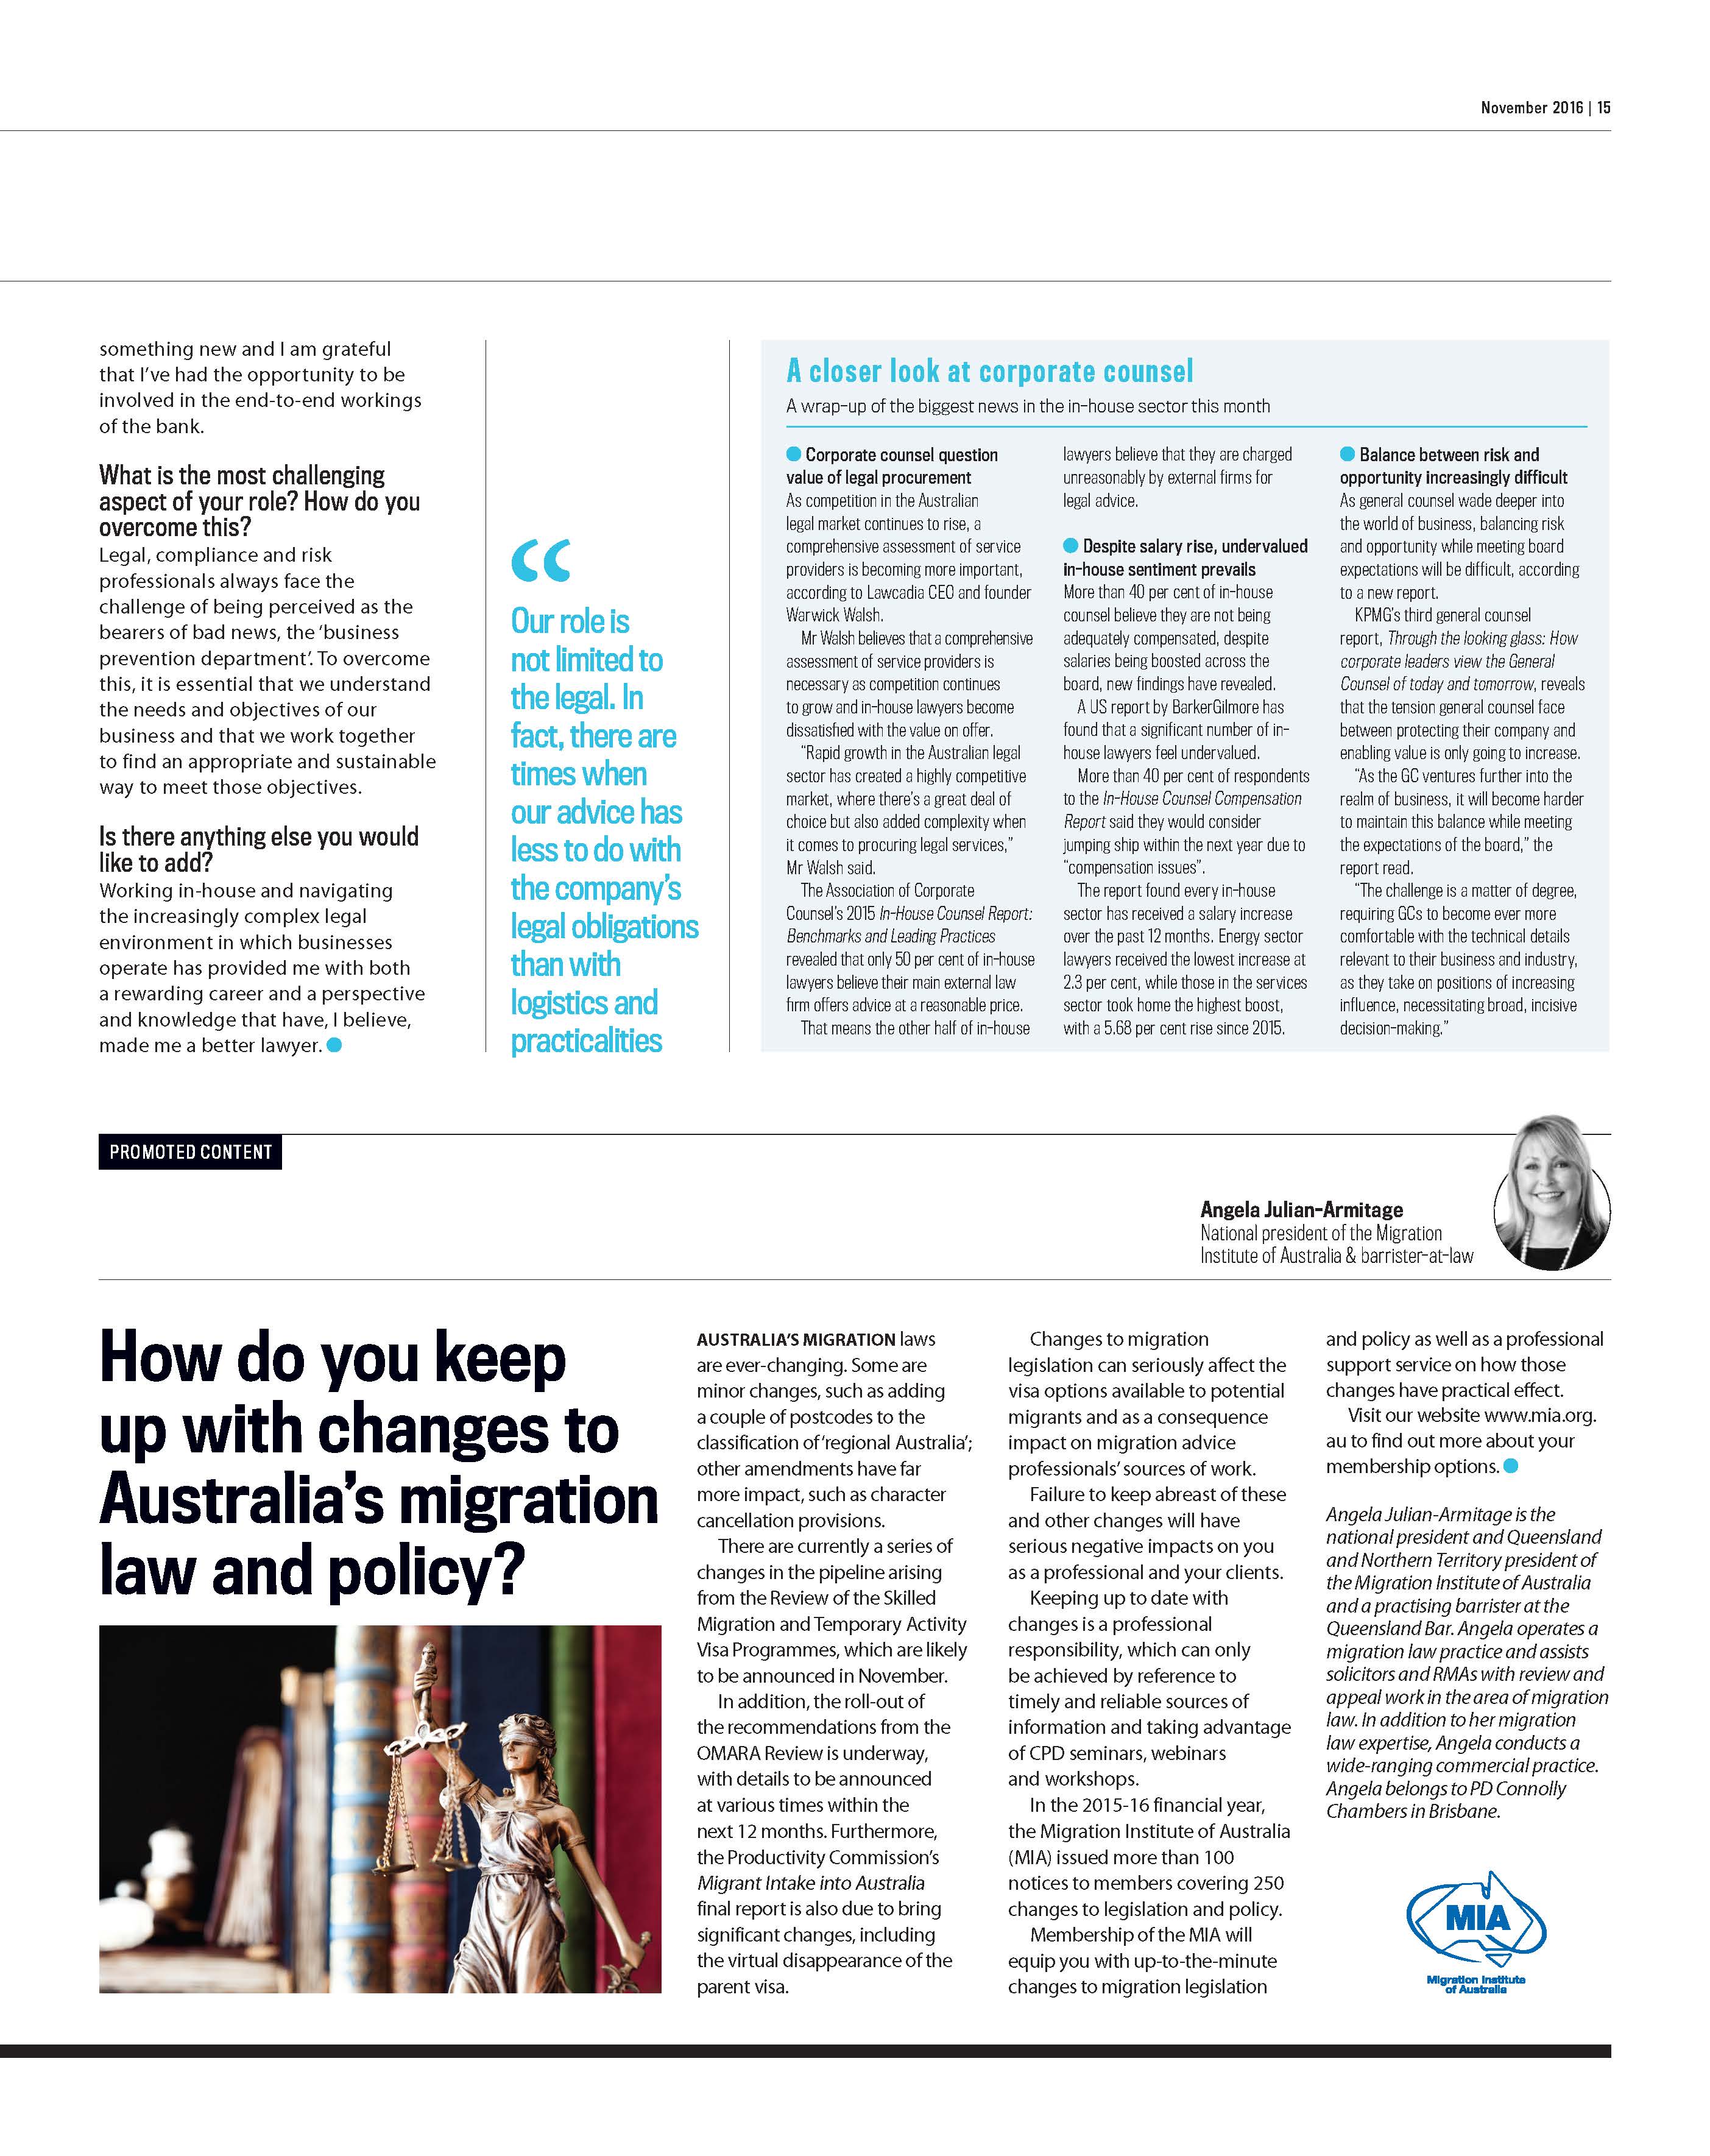 November 2016 | 15
something new and I am grateful
that I've had the opportunity to be
involved in the end-to-end workings
of the bank.
What is the most challenging
aspect of your role? How do you
overcome this?
Legal, compliance and risk
professionals always face the
challenge of being perceived as the
bearers of bad news, the ‘business
prevention department’. To overcome
this, it is essential that we understand
the needs and objectives of our
business and that we work together
to find an appropriate and sustainable
way to meet those objectives.
Is there anything else you would
like to add?
Working in-house and navigating
the increasingly complex legal
environment in which businesses
operate has provided me with both
a rewarding career and a perspective
and knowledge that have, I believe,
made me a better lawyer.
“
Our role is
not limited to
the legal. In
fact, there are
times when
our advice has
less to do with
the company's
legal obligations
than with
logistics and
practicalities
A closer look at corporate counsel
A wrap-up of the biggest news in the in-house sector this month
Corporate counsel question
value of legal procurement
As competition in the Australian
legal market continues to rise, a
comprehensive assessment of service
providers is becoming more important,
according to Lawcadia CEO and founder
Warwick Walsh.
Mr Walsh believes that a comprehensive
assessment of service providers is
necessary as competition continues
to grow and in-house lawyers become
dissatisfied with the value on offer.
“Rapid growth in the Australian legal
sector has created a highly competitive
market, where there's a great deal of
choice but also added complexity when
it comes to procuring legal services,”
Mr Walsh said.
The Association of Corporate
Counsel's 2015 In-House Counsel Report:
Benchmarks and Leading Practices
revealed that only 50 per cent of in-house
lawyers believe their main external law
firm offers advice at a reasonable price.
That means the other half of in-house
lawyers believe that they are charged
unreasonably by external firms for
legal advice.
Despite salary rise, undervalued
in-house sentiment prevails
More than 40 per cent of in-house
counsel believe they are not being
adequately compensated, despite
salaries being boosted across the
board, new findings have revealed.
A US report by BarkerGilmore has
found that a significant number of in-
house lawyers feel undervalued.
More than 40 per cent of respondents
to the In-House Counsel Compensation
Report said they would consider
jumping ship within the next year due to
“compensation issues”.
The report found every in-house
sector has received a salary increase
over the past 12 months. Energy sector
lawyers received the lowest increase at
2.3 per cent, while those in the services
sector took home the highest boost,
with a 5.68 per cent rise since 2015.
Balance between risk and
opportunity increasingly difficult
As general counsel wade deeper into
the world of business, balancing risk
and opportunity while meeting board
expectations will be difficult, according
to a new report.
KPMG's third general counsel
report, Through the looking glass: How
corporate leaders view the General
Counsel of today and tomorrow, reveals
that the tension general counsel face
between protecting their company and
enabling value is only going to increase.
“As the GC ventures further into the
realm of business, it will become harder
to maintain this balance while meeting
the expectations of the board,” the
report read.
“The challenge is a matter of degree,
requiring GCs to become ever more
comfortable with the technical details
relevant to their business and industry,
as they take on positions of increasing
influence, necessitating broad, incisive
decision-making.”
PROMOTED CONTENT
Angela Julian-Armitage
National president of the Migration
Institute of Australia & barrister-at-law
How do you keep
up with changes to
Australia's migration
law and policy?
AUSTRALIA'S MIGRATION laws
are ever-changing. Some are
minor changes, such as adding
a couple of postcodes to the
classification of ‘regional Australia’;
other amendments have far
more impact, such as character
cancellation provisions.
There are currently a series of
changes in the pipeline arising
from the Review of the Skilled
Migration and Temporary Activity
Visa Programmes, which are likely
to be announced in November.
In addition, the roll-out of
the recommendations from the
OMARA Review is underway,
with details to be announced
at various times within the
next 12 months. Furthermore,
the Productivity Commission's
Migrant Intake into Australia
final report is also due to bring
significant changes, including
the virtual disappearance of the
parent visa.
Changes to migration
legislation can seriously affect the
visa options available to potential
migrants and as a consequence
impact on migration advice
professionals’ sources of work.
Failure to keep abreast of these
and other changes will have
serious negative impacts on you
as a professional and your clients.
Keeping up to date with
changes is a professional
responsibility, which can only
be achieved by reference to
timely and reliable sources of
information and taking advantage
of CPD seminars, webinars
and workshops.
In the 2015-16 financial year,
the Migration Institute of Australia
(MIA) issued more than 100
notices to members covering 250
changes to legislation and policy.
Membership of the MIA will
equip you with up-to-the-minute
changes to migration legislation
and policy as well as a professional
support service on how those
changes have practical effect.
Visit our website www.mia.org.
au to find out more about your
membership options.
Angela Julian-Armitage is the
national president and Queensland
and Northern Territory president of
the Migration Institute of Australia
and a practising barrister at the
Queensland Bar. Angela operates a
migration law practice and assists
solicitors and RMAs with review and
appeal work in the area of migration
law. In addition to her migration
law expertise, Angela conducts a
wide-ranging commercial practice.
Angela belongs to PD Connolly
Chambers in Brisbane.
MIA
Migration Institute
of Australia